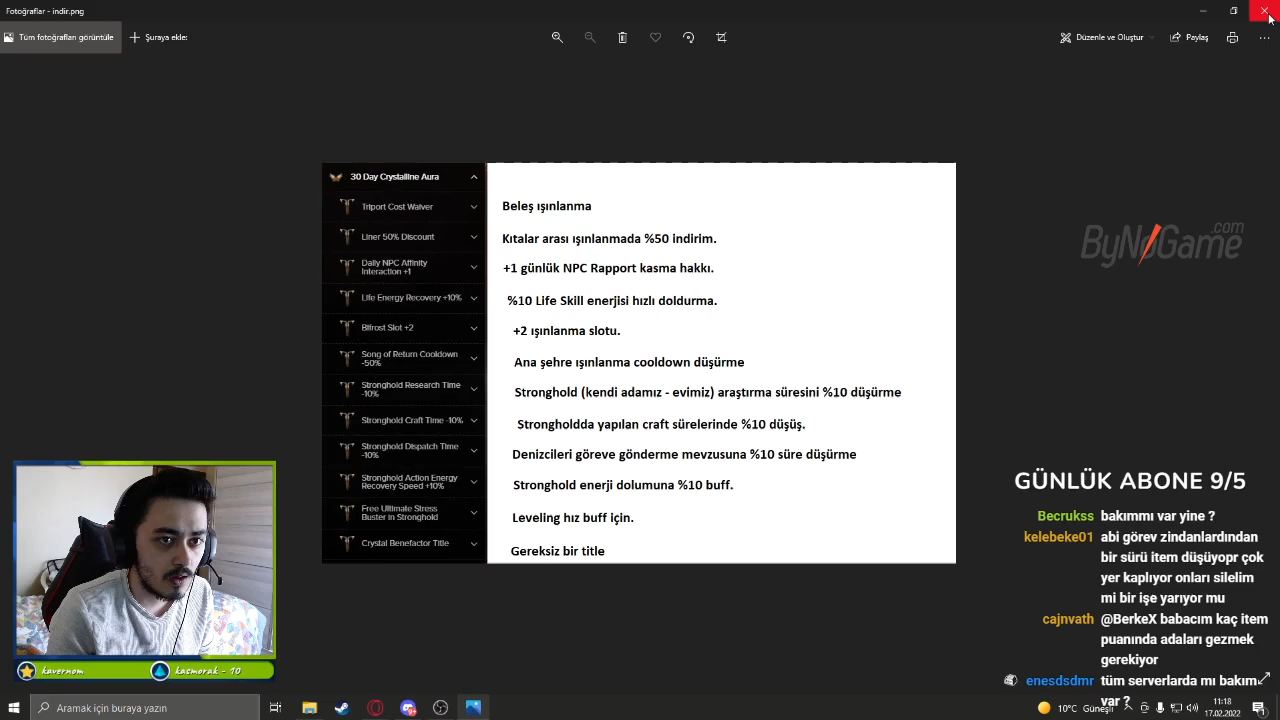 Fotoğraflar - indir.png
Tüm fotoğrafları görüntüle
Şuraya ekle:
Düzenle ve Oluştur
Paylaş
30 Day Crystalline Aura
Triport Cost Waiver
Beleş ışınlanma
Liner 50% Discount
Kıtalar arası ışınlanmada %50 indirim.
Daily NPC Affinity
Interaction +1
+1 günlük NPC Rapport kasma hakkı.
Life Energy Recovery +10%
%10 Life Skill enerjisi hızlı doldurma.
Bifrost Slot +2
+2 ışınlanma slotu.
Song of Return Cooldown
-50%
Ana şehre ışınlanma cooldown düşürme
Stronghold Research Time
-10%
Stronghold (kendi adamız - evimiz) araştırma süresini %10 düşürme
Stronghold Craft Time -10%
Strongholdda yapılan craft sürelerinde %10 düşüş.
Stronghold Dispatch Time
-10%
Denizcileri göreve gönderme mevzusuna %10 süre düşürme
Stronghold Action Energy
Recovery Speed +10%
Stronghold enerji dolumuna %10 buff.
Free Ultimate Stress
Buster in Stronghold
Leveling hız buff için.
Crystal Benefactor Title
Gereksiz bir title
ByNoGame.com
GÜNLÜK ABONE 9/5
Becrukss bakımmı var yine ?
kelebeke01 abi görev zindanlardından
bir sürü item düşüyopr çok
yer kaplıyor onları silelim
mi bir işe yarıyor mu
cajnvath @BerkeX babacım kaç item
puanında adaları gezmek
gerekiyor
enesdsdmr tüm serverlarda mı bakım
var ?
kavernom
kasmorak - 10
Aramak için buraya yazın
10°C Güneşli
11:18
17.02.2022